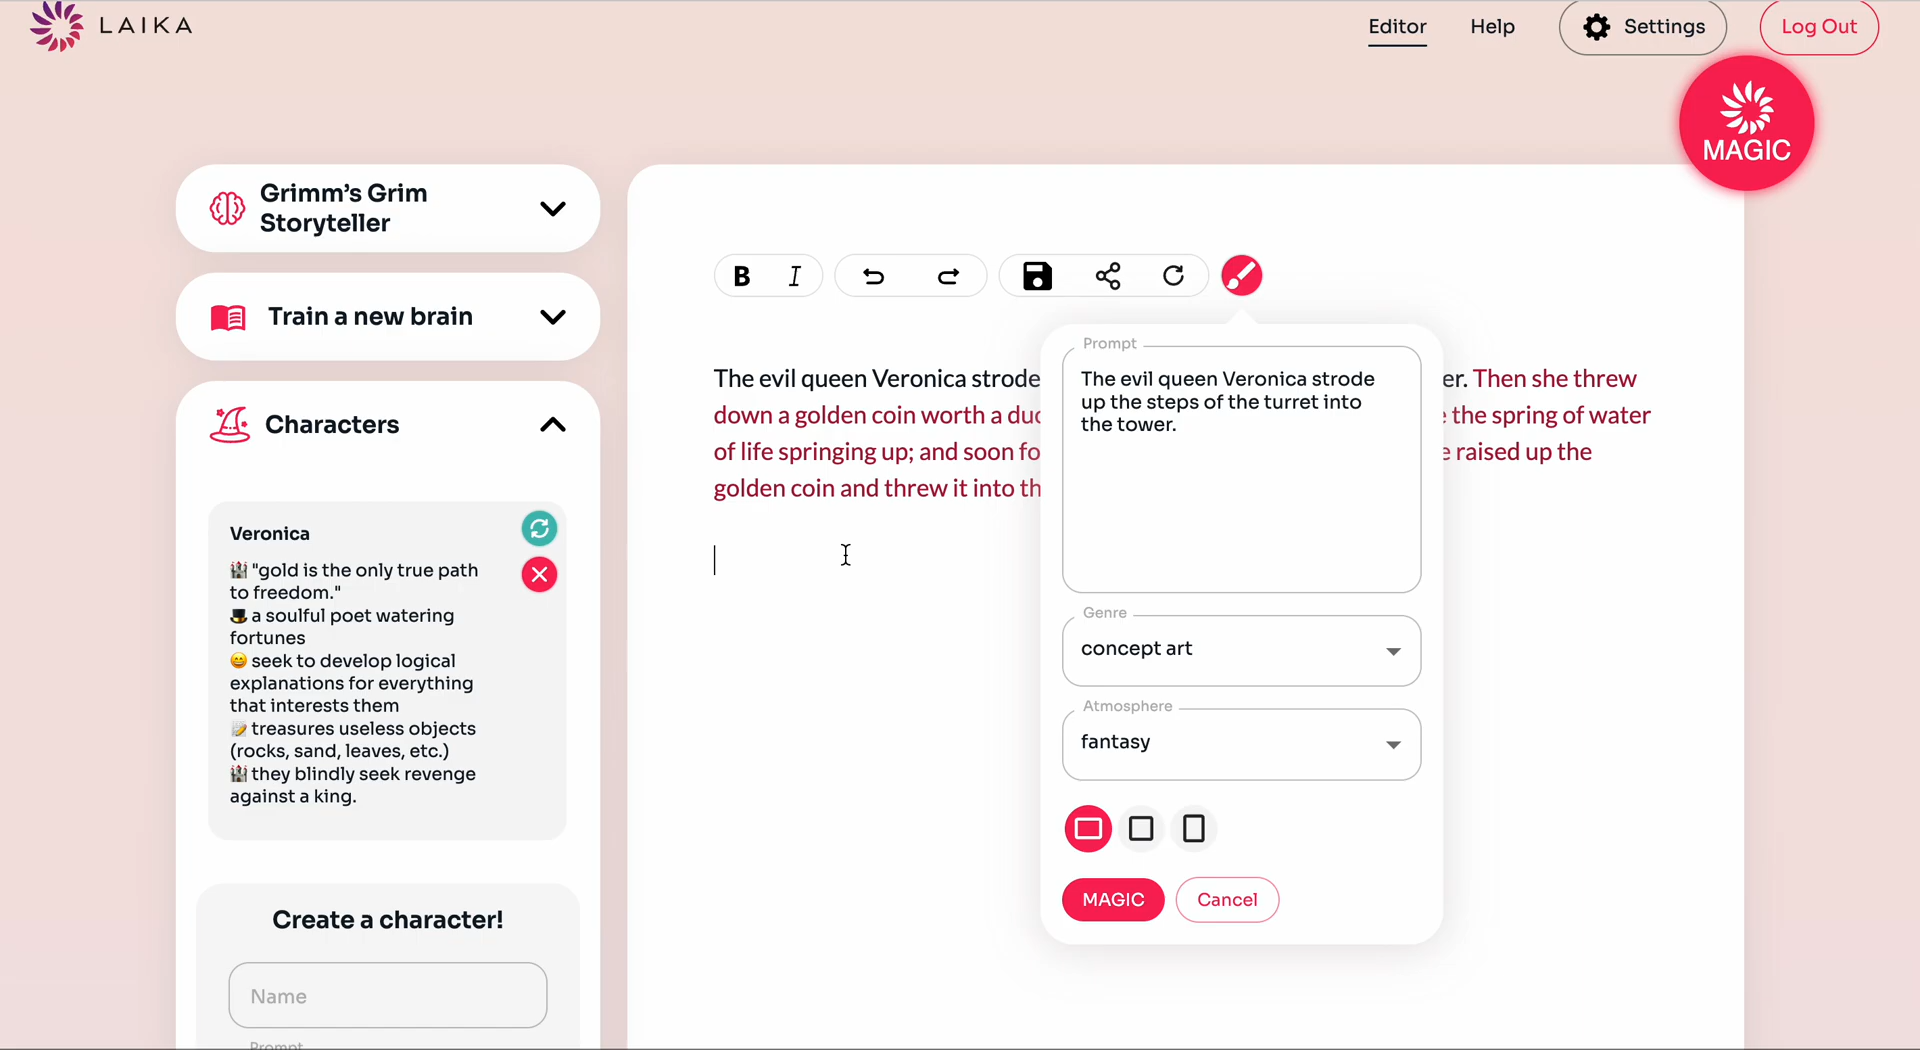 LAIKA
Editor
Help
Settings
Log Out
MAGIC
Grimm's Grim
Storyteller
Train a new brain
Characters
Veronica
"gold is the only true path
to freedom."
a soulful poet watering
fortunes
seek to develop logical
explanations for everything
that interests them
treasures useless objects
(rocks, sand, leaves, etc.)
they blindly seek revenge
against a king.
Create a character!
Name
Prompt
B I
The evil queen Veronica strode er. Then she threw
down a golden coin worth a the spring of water
of life springing up; and soon raised up the
golden coin and threw it into
Prompt
The evil queen Veronica strode
up the steps of the turret into
the tower.
Genre
concept art
Atmosphere
fantasy
MAGIC
Cancel